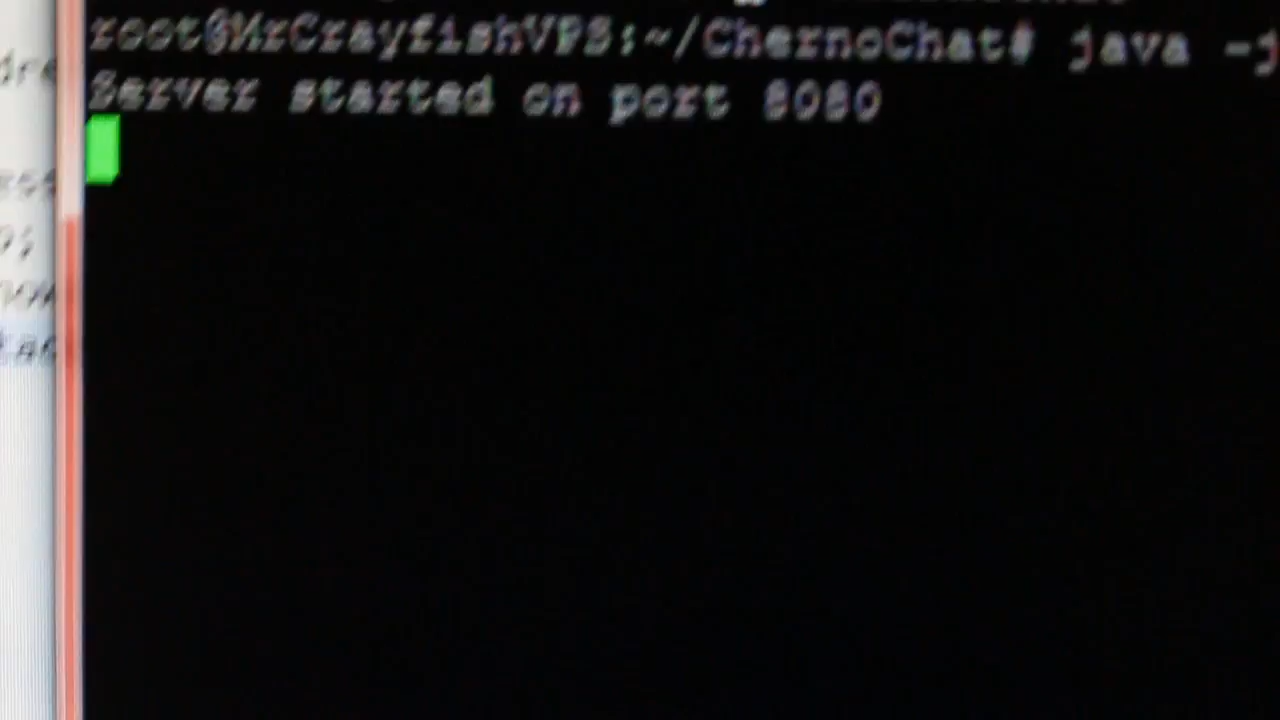 root@MrCrayfishVPS:~/ChernoChat# java -j
Server started on port 8080